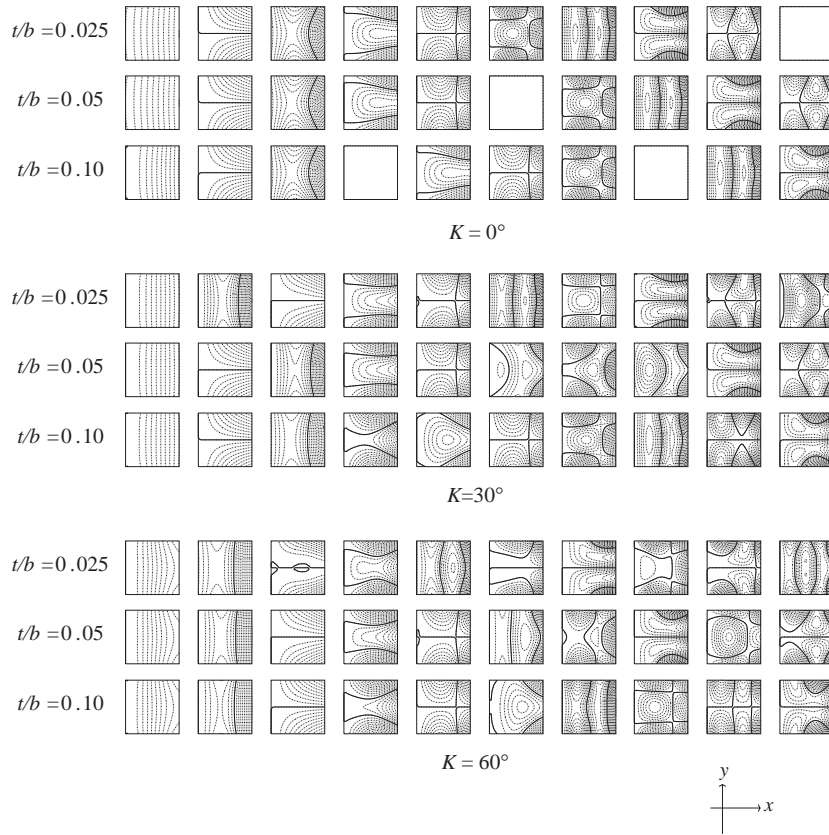 t/b = 0.025
t/b = 0.05
t/b = 0.10
K = 0°
t/b = 0.025
t/b = 0.05
t/b = 0.10
K=30°
t/b = 0.025
t/b = 0.05
t/b = 0.10
K = 60°
y
x